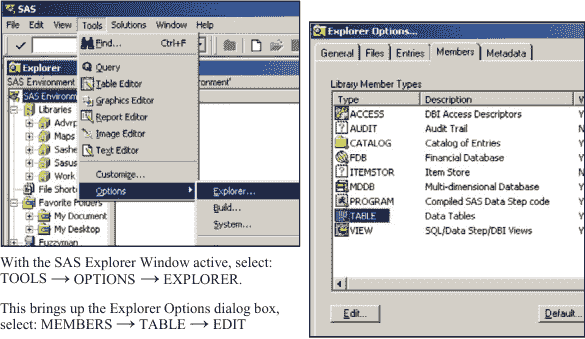 SAS
File Edit View Tools Solutions Window Help
Find... Ctrl+F
Explorer
Query
SAS Environment
Table Editor
SAS Environ
Graphics Editor
Libraries
Report Editor
Advrp
Maps
Image Editor
Sashe
Text Editor
Sasus
Work
Customize...
File Short
Options
Explorer...
Favorite Folders
Build...
My Document
System...
My Desktop
Fuzzyman
With the SAS Explorer Window active, select:
TOOLS → OPTIONS → EXPLORER.
This brings up the Explorer Options dialog box,
select: MEMBERS → TABLE → EDIT
Explorer Options...
General Files Entries Members Metadata
Library Member Types
Type Description
ACCESS DBI Access Descriptors
AUDIT Audit Trail
CATALOG Catalog of Entries
FDB Financial Database
ITEMSTOR Item Store
MDDB Multi-dimensional Database
PROGRAM Compiled SAS Data Step code
TABLE Data Tables
VIEW SQL/Data Step/DBI Views
Edit... Default...